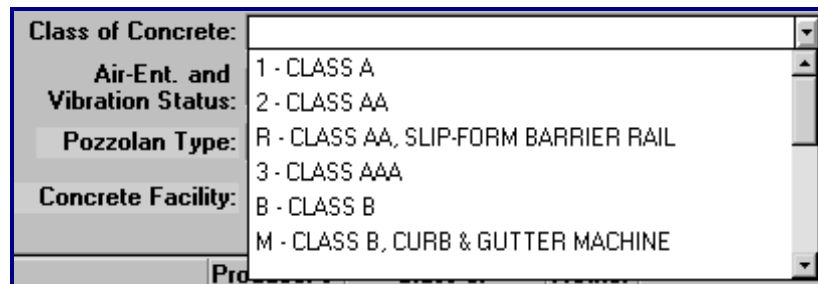 Class of Concrete:
1 - CLASS A
Air-Ent. and
Vibration Status:
2 - CLASS AA
R - CLASS AA, SLIP-FORM BARRIER RAIL
Pozzolan Type:
3 - CLASS AAA
Concrete Facility:
B - CLASS B
M - CLASS B, CURB & GUTTER MACHINE